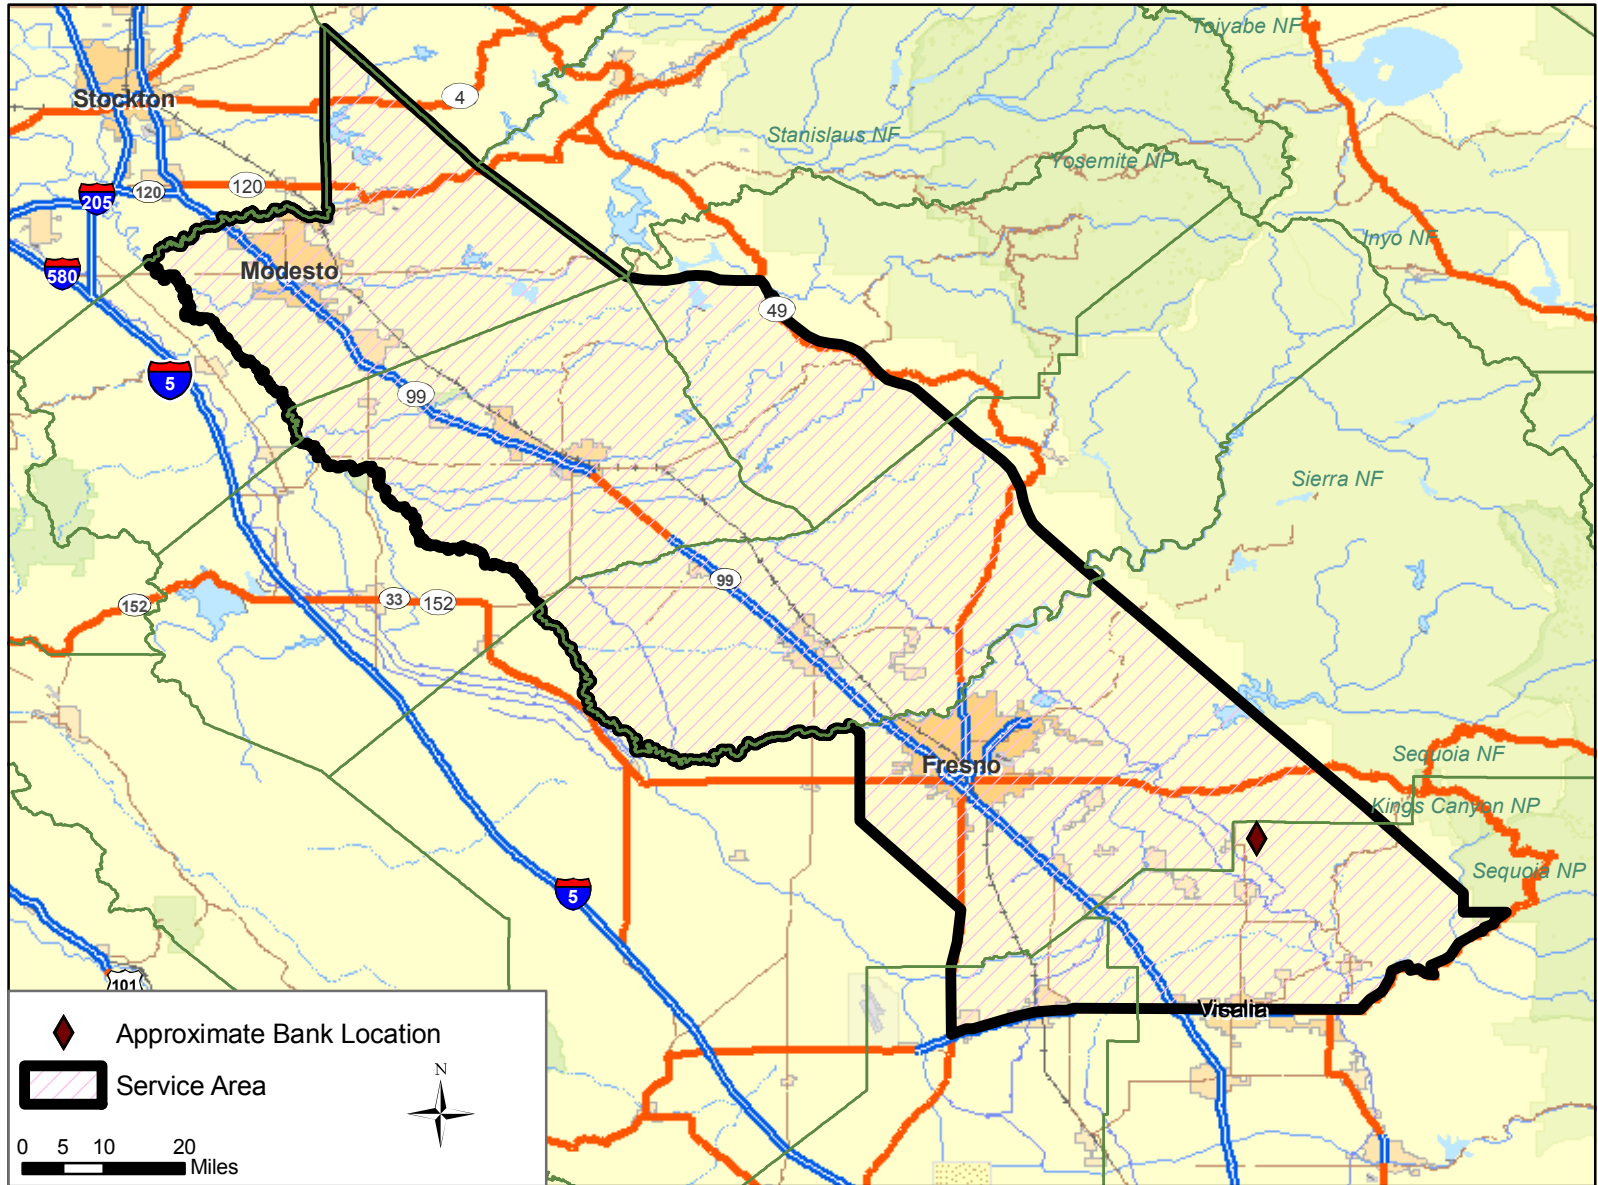 Toiyabe NF
Stockton
4
Stanislaus NF
Yosemite NP
120
120
205
Inyo NF
Modesto
580
49
5
99
Sierra NF
99
152
33
152
Sequoia NF
Fresno
Kings Canyon NP
Sequoia NP
5
101
Visalia
Approximate Bank Location
Service Area
N
0 5 10 20
Miles